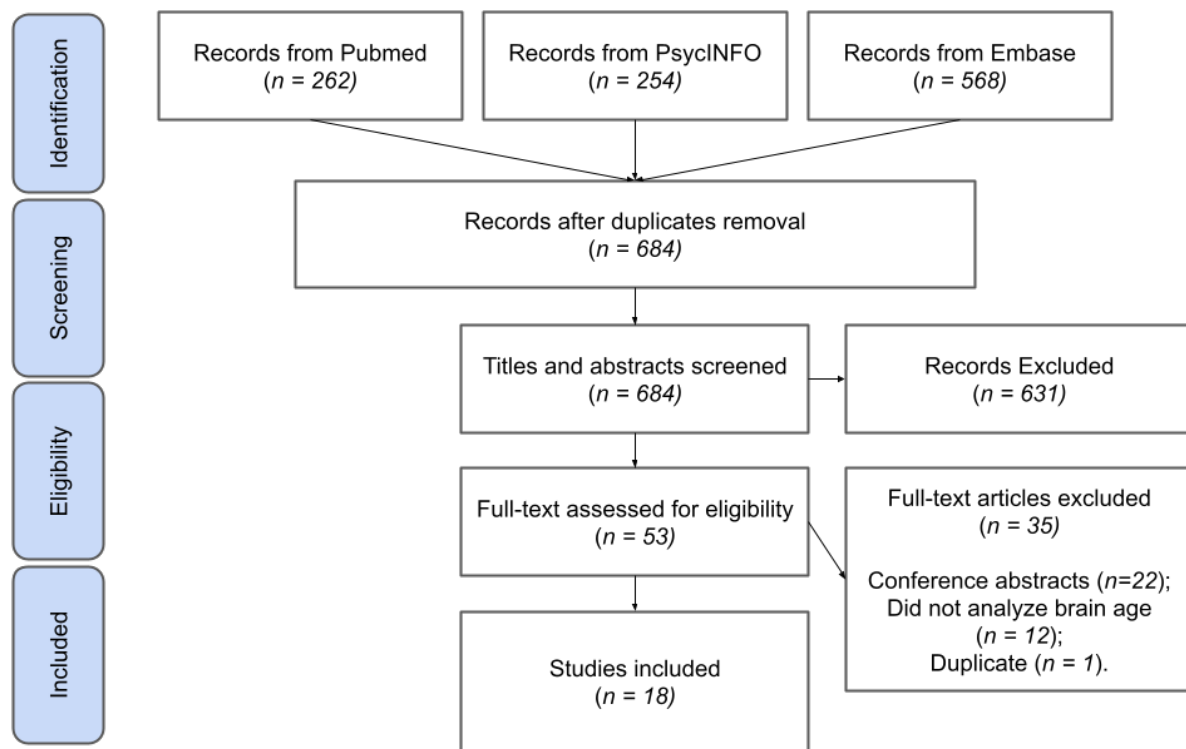 Identification
Records from Pubmed
(n = 262)
Records from PsycINFO
(n = 254)
Records from Embase
(n = 568)
Records after duplicates removal
(n = 684)
Screening
Titles and abstracts screened
(n = 684)
Records Excluded
(n = 631)
Eligibility
Full-text assessed for eligibility
(n = 53)
Full-text articles excluded
(n = 35)
Conference abstracts (n=22);
Did not analyze brain age
(n = 12);
Duplicate (n = 1).
Included
Studies included
(n = 18)